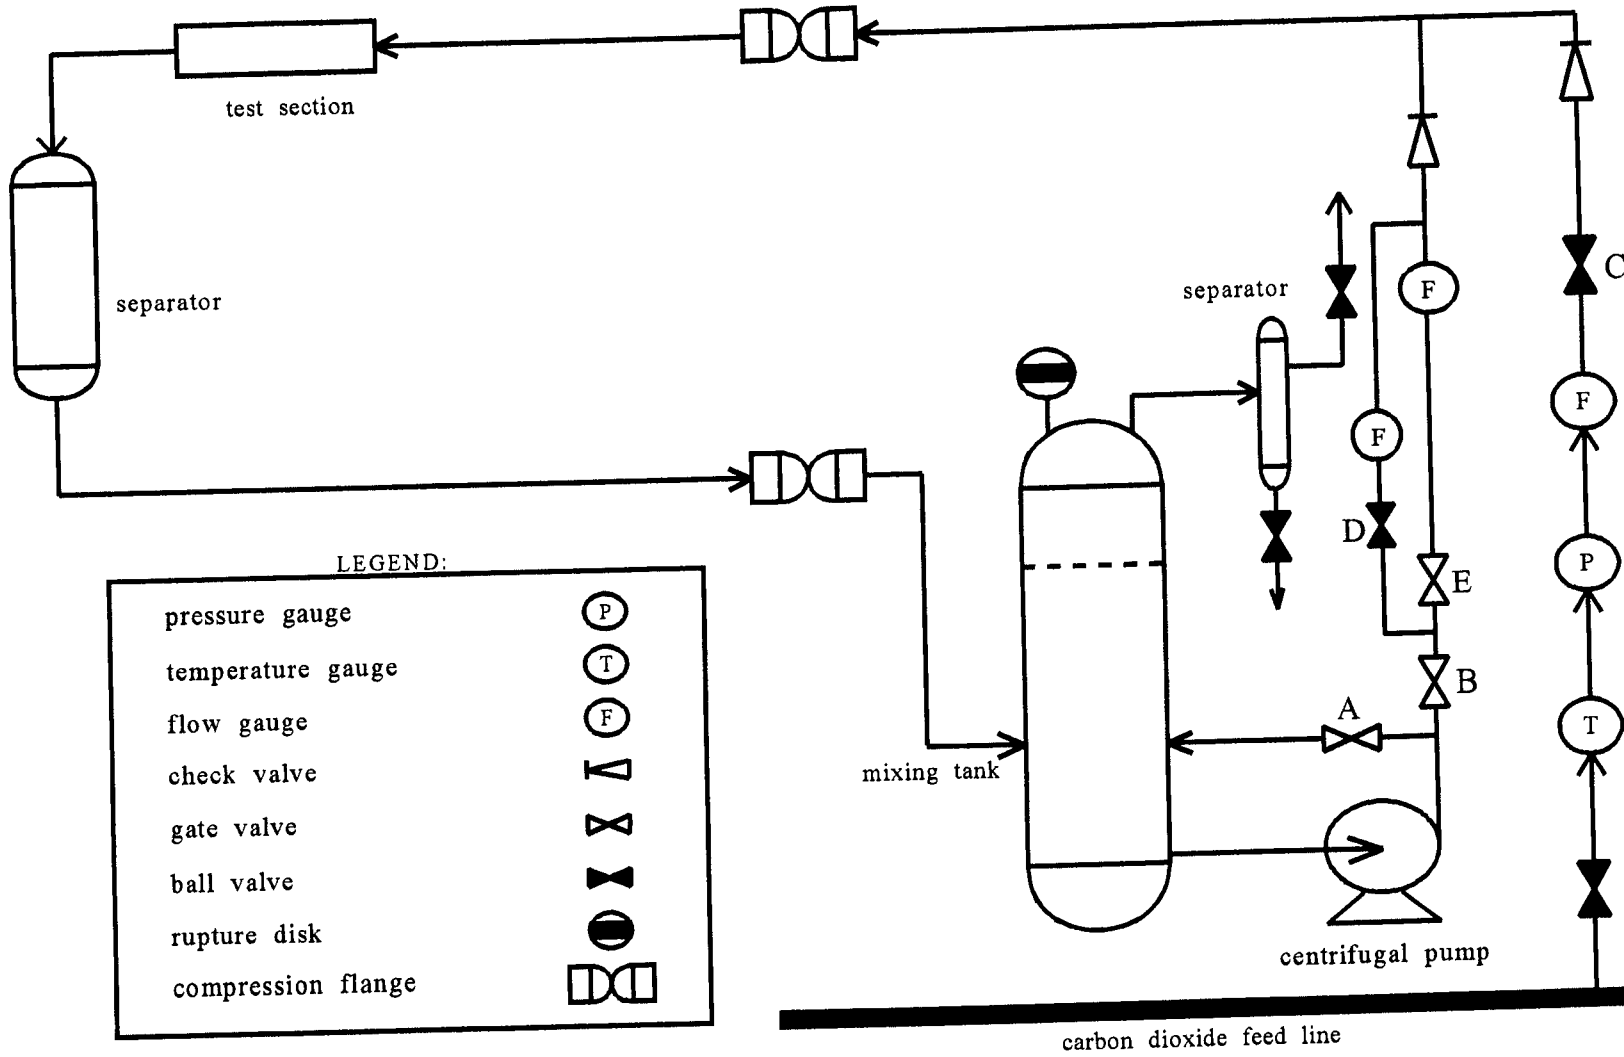 test section
separator
separator
C
F
F
F
D
P
E
B
A
T
mixing tank
centrifugal pump
carbon dioxide feed line
LEGEND:
pressure gauge P
temperature gauge T
flow gauge F
check valve
gate valve
ball valve
rupture disk
compression flange